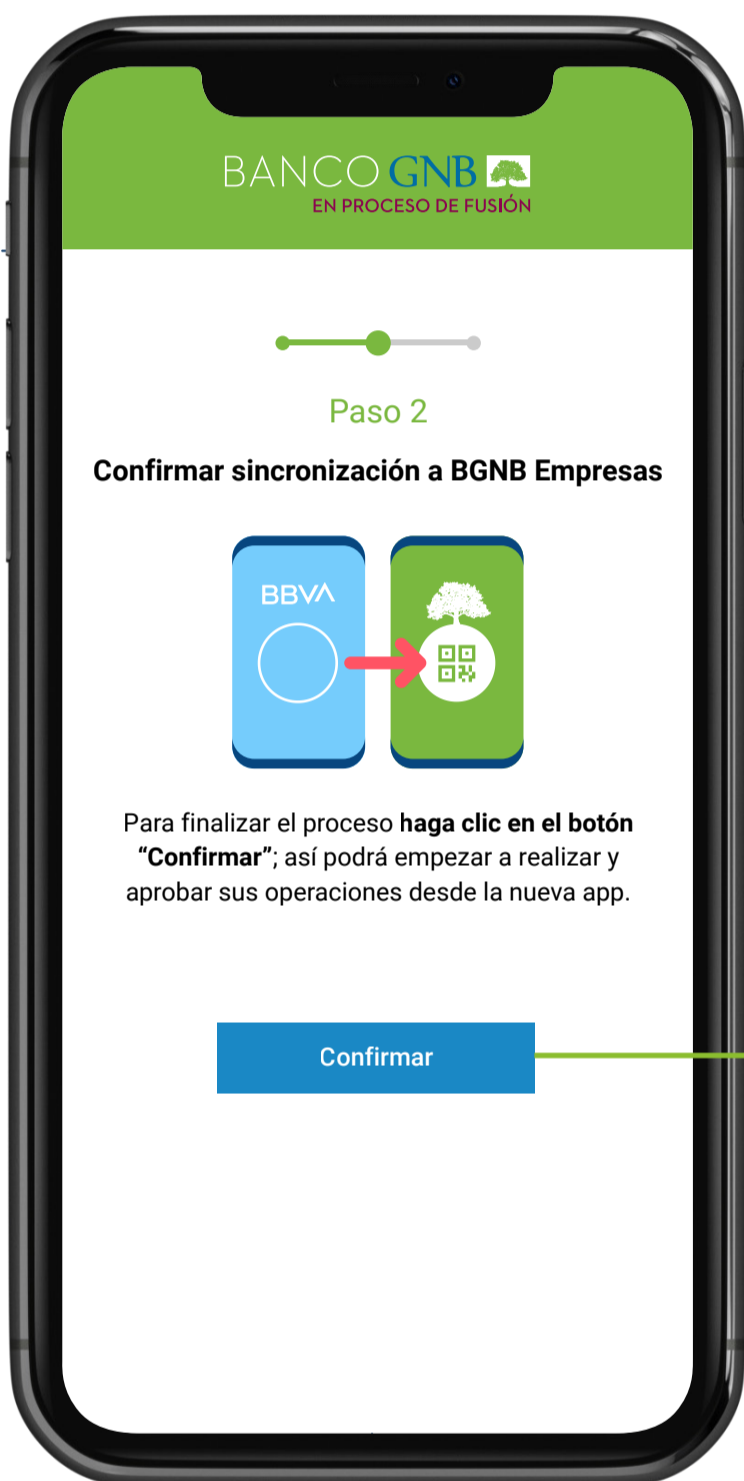 BANCO GNB
EN PROCESO DE FUSIÓN
Paso 2
Confirmar sincronización a BGNB Empresas
BBVA
Para finalizar el proceso haga clic en el botón
“Confirmar”; así podrá empezar a realizar y
aprobar sus operaciones desde la nueva app.
Confirmar